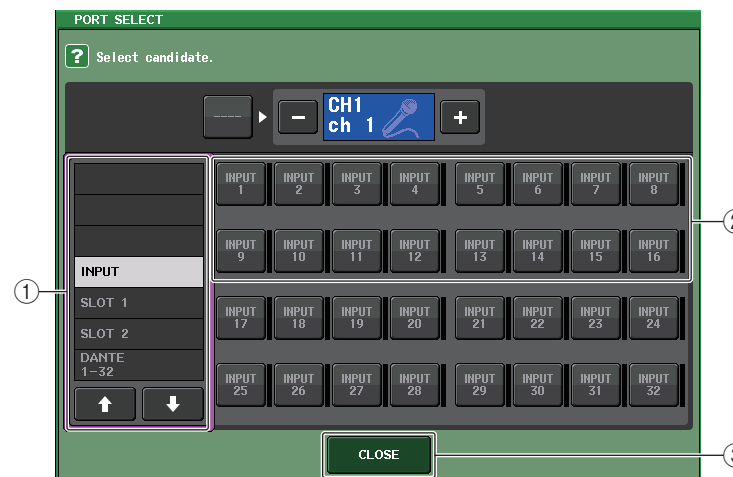 PORT SELECT
? Select candidate.
---- − CH1 +
ch 1
INPUT
SLOT 1
SLOT 2
DANTE
1-32
INPUT 1 INPUT 2 INPUT 3 INPUT 4 INPUT 5 INPUT 6 INPUT 7 INPUT 8
INPUT 9 INPUT 10 INPUT 11 INPUT 12 INPUT 13 INPUT 14 INPUT 15 INPUT 16
INPUT 17 INPUT 18 INPUT 19 INPUT 20 INPUT 21 INPUT 22 INPUT 23 INPUT 24
INPUT 25 INPUT 26 INPUT 27 INPUT 28 INPUT 29 INPUT 30 INPUT 31 INPUT 32
CLOSE
①
②
③